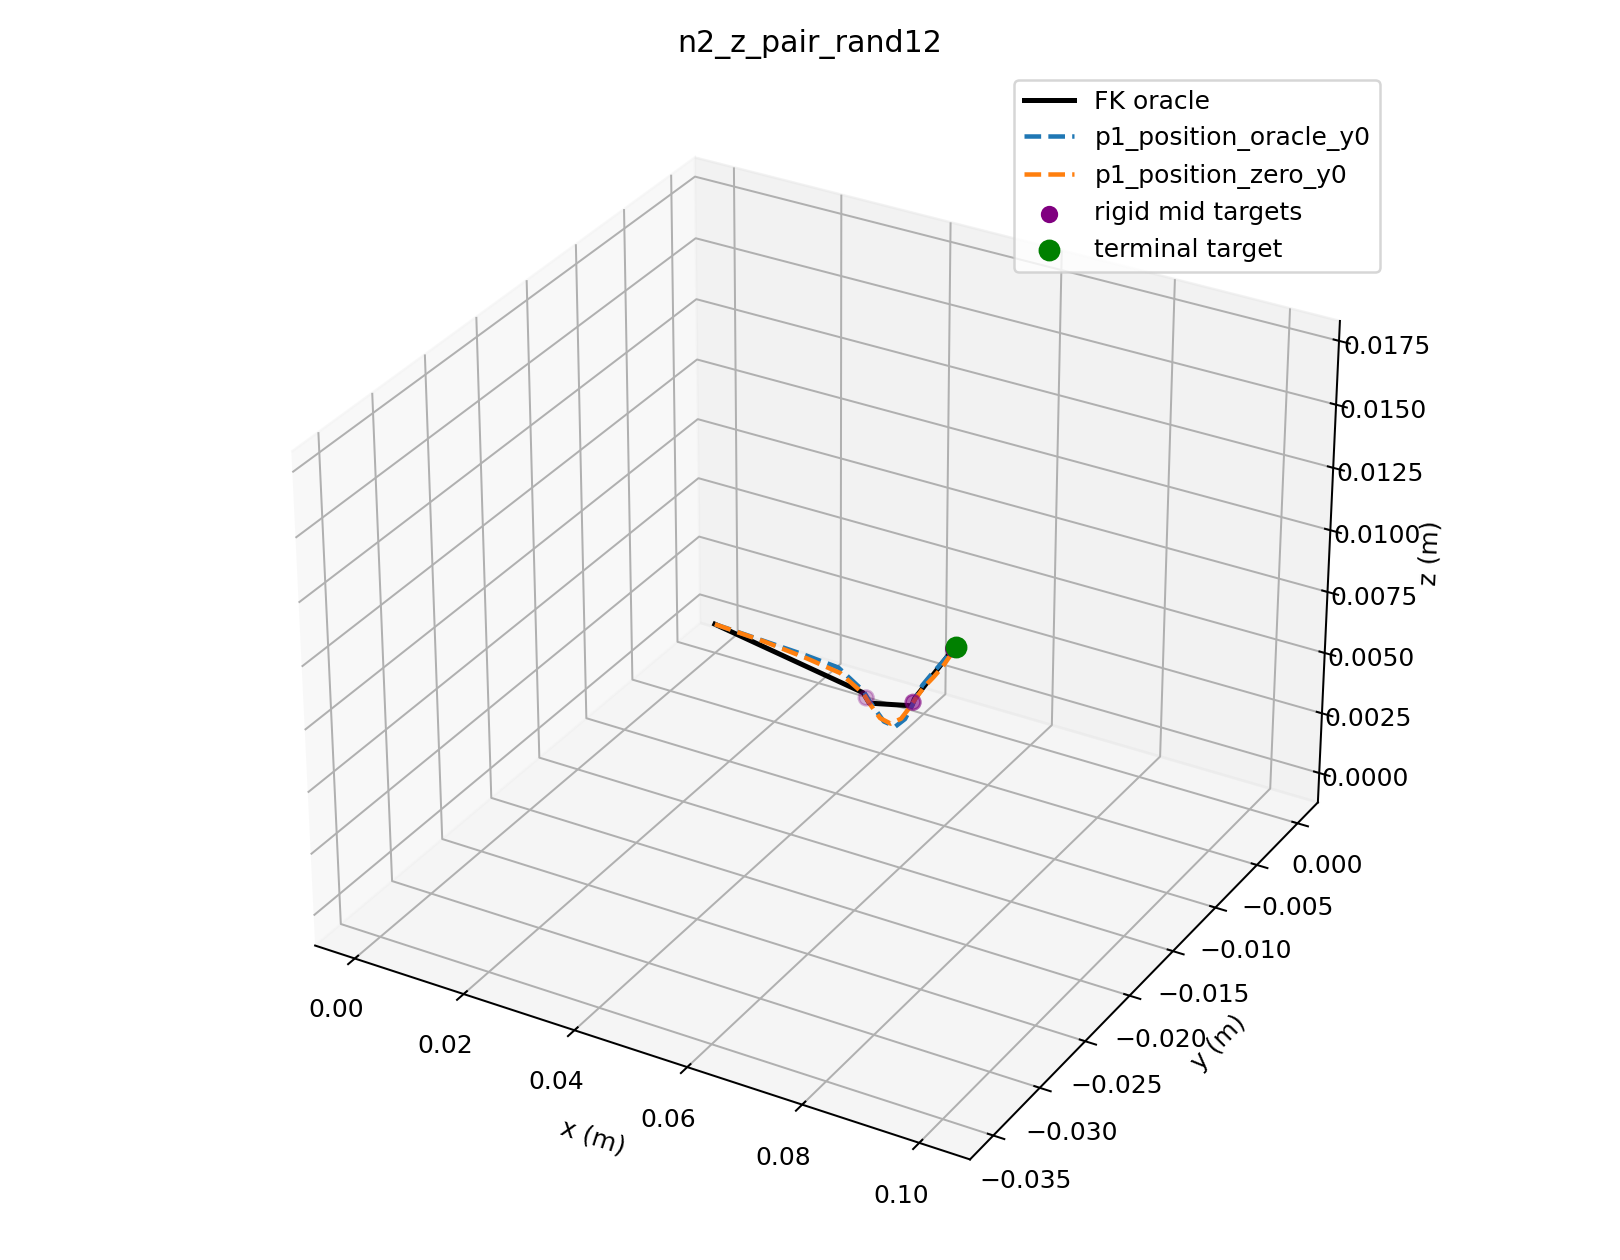 n2_z_pair_rand12
FK oracle
p1_position_oracle_y0
p1_position_zero_y0
rigid mid targets
terminal target
0.0175
0.0150
0.0125
0.0100
0.0075
0.0050
0.0025
0.0000
z (m)
0.000
−0.005
−0.010
−0.015
−0.020
−0.025
−0.030
−0.035
y (m)
0.00
0.02
0.04
0.06
0.08
0.10
x (m)